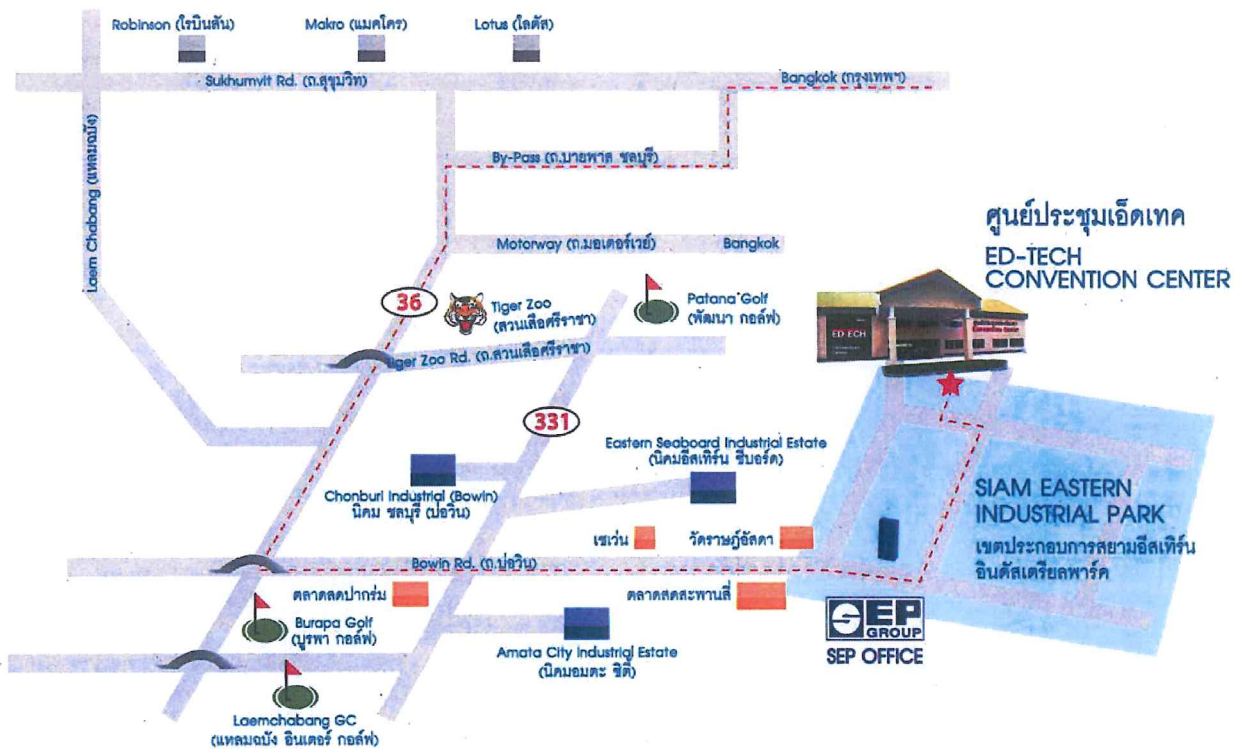 Robinson (โรบินสัน)
Makro (แมคโคร)
Lotus (โลตัส)
Sukhumvit Rd. (ถ.สุขุมวิท)
Bangkok (กรุงเทพฯ)
Laem Chabang (แหลมฉบัง)
By-Pass (ถ.บายพาส ชลบุรี)
Motorway (ถ.มอเตอร์เวย์)
Bangkok
ศูนย์ประชุมเอ็ดเทค
ED-TECH
CONVENTION CENTER
36
Tiger Zoo
(สวนเสือศรีราชา)
Patana Golf
(พัฒนา กอล์ฟ)
Tiger Zoo Rd. (ถ.สวนเสือศรีราชา)
331
Eastern Seaboard Industrial Estate
(นิคมอีสเทิร์น ซีบอร์ด)
Chonburi Industrial (Bowin)
นิคม ชลบุรี (บ่อวิน)
SIAM EASTERN
INDUSTRIAL PARK
เขตประกอบการสยามอีสเทิร์น
อินดัสเตรียลพาร์ค
เซเว่น
วัดราษฎ์อัสดา
Bowin Rd. (ถ.บ่อวิน)
ตลาดสดปากร่ม
ตลาดสดสะพานสี่
Burapa Golf
(บูรพา กอล์ฟ)
SEP
GROUP
SEP OFFICE
Amata City Industrial Estate
(นิคมอมตะ ซิตี้)
Laemchabang GC
(แหลมฉบัง อินเตอร์ กอล์ฟ)